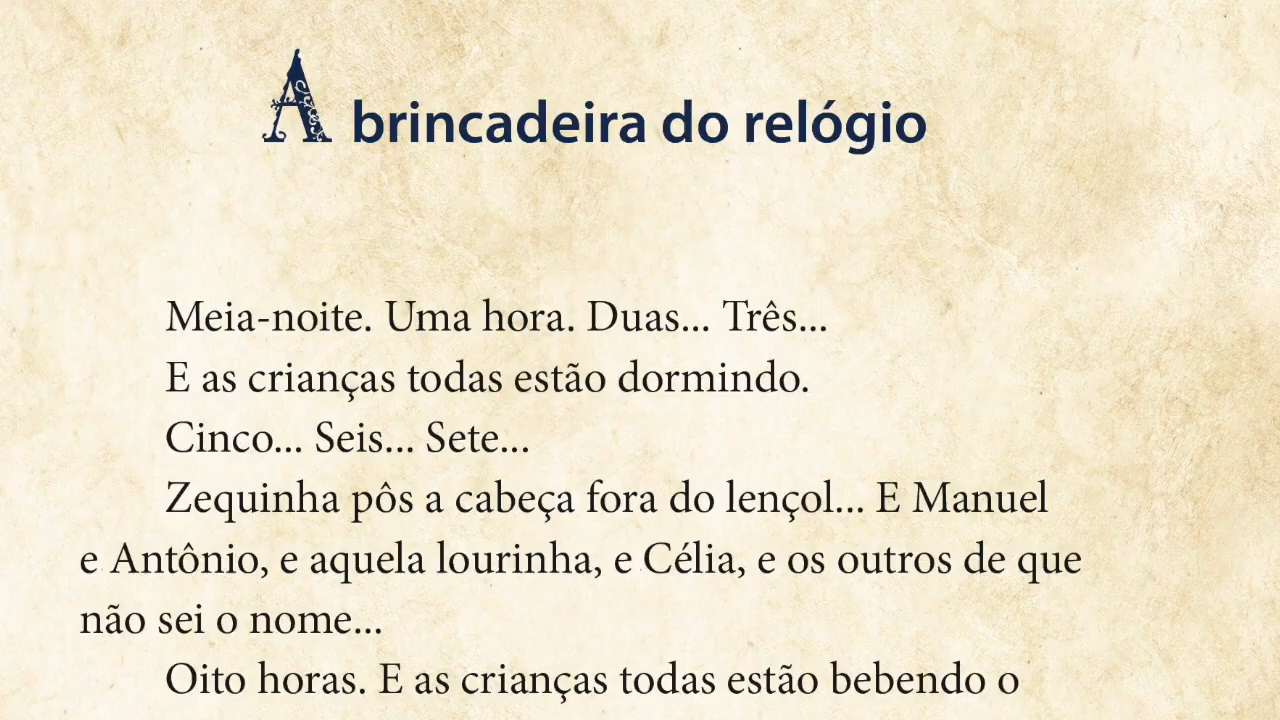 A brincadeira do relógio
Meia-noite. Uma hora. Duas... Três...
E as crianças todas estão dormindo.
Cinco... Seis... Sete...
Zequinha pôs a cabeça fora do lençol... E Manuel
e Antônio, e aquela lourinha, e Célia, e os outros de que
não sei o nome...
Oito horas. E as crianças todas estão bebendo o